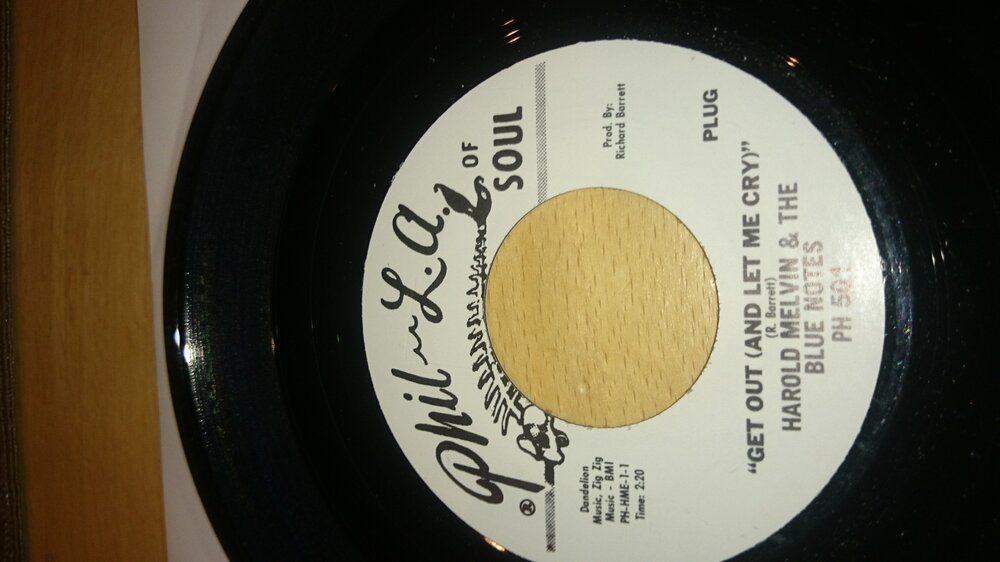 Phil - L.A.
OF
SOUL
®
Dandelion
Music, Zig Zig
Music - BMI
PH-HME-1-1
Time: 2:20
Prod. By:
Richard Barrett
PLUG
"GET OUT (AND LET ME CRY)"
(R. Barrett)
HAROLD MELVIN & THE
BLUE NOTES
PH